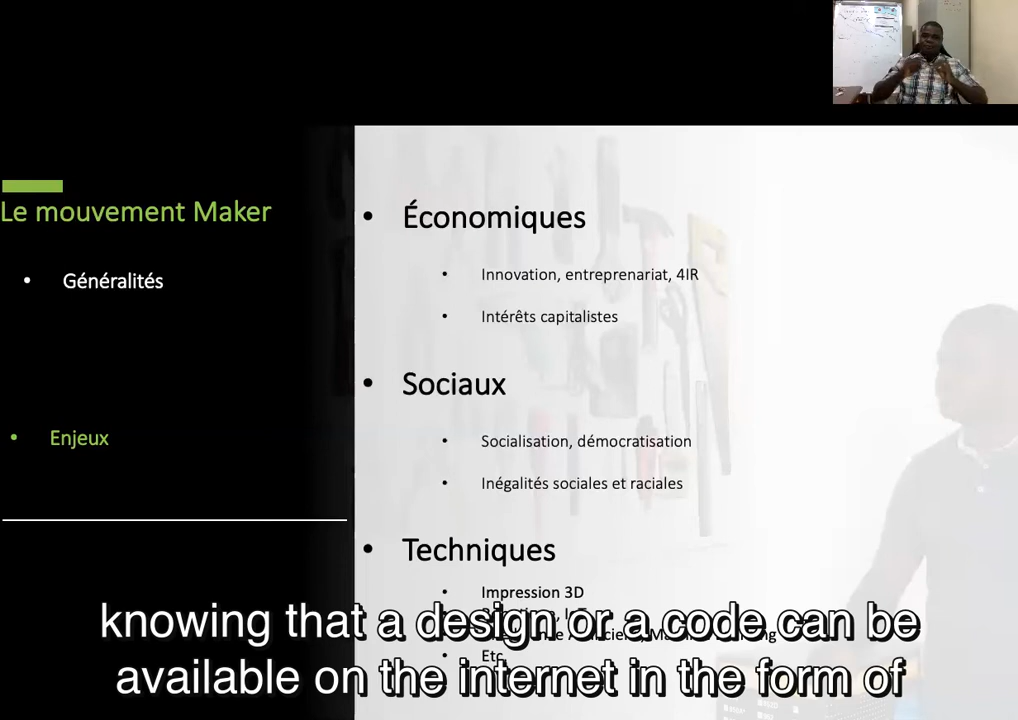 Le mouvement Maker
• Généralités
• Enjeux
• Économiques
• Innovation, entreprenariat, 4IR
• Intérêts capitalistes
• Sociaux
• Socialisation, démocratisation
• Inégalités sociales et raciales
• Techniques
• Impression 3D
• Etc
knowing that a design or a code can be
available on the internet in the form of